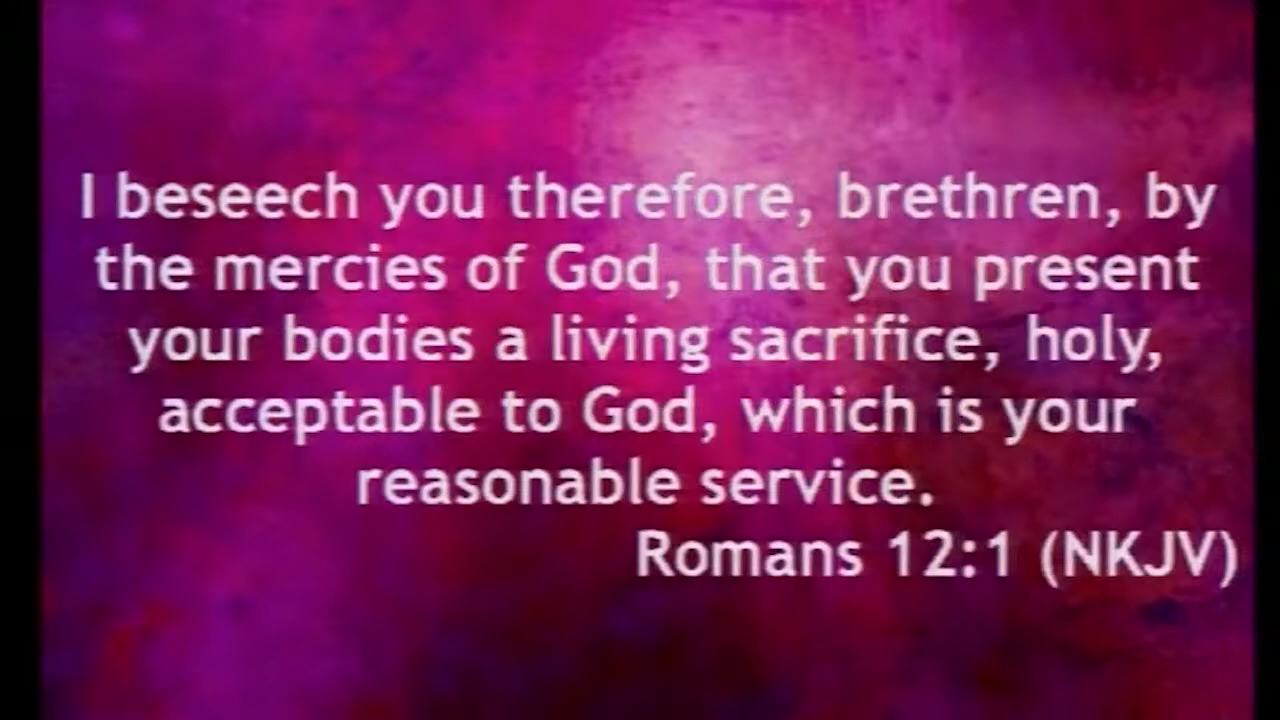 I beseech you therefore, brethren, by
the mercies of God, that you present
your bodies a living sacrifice, holy,
acceptable to God, which is your
reasonable service.
Romans 12:1 (NKJV)